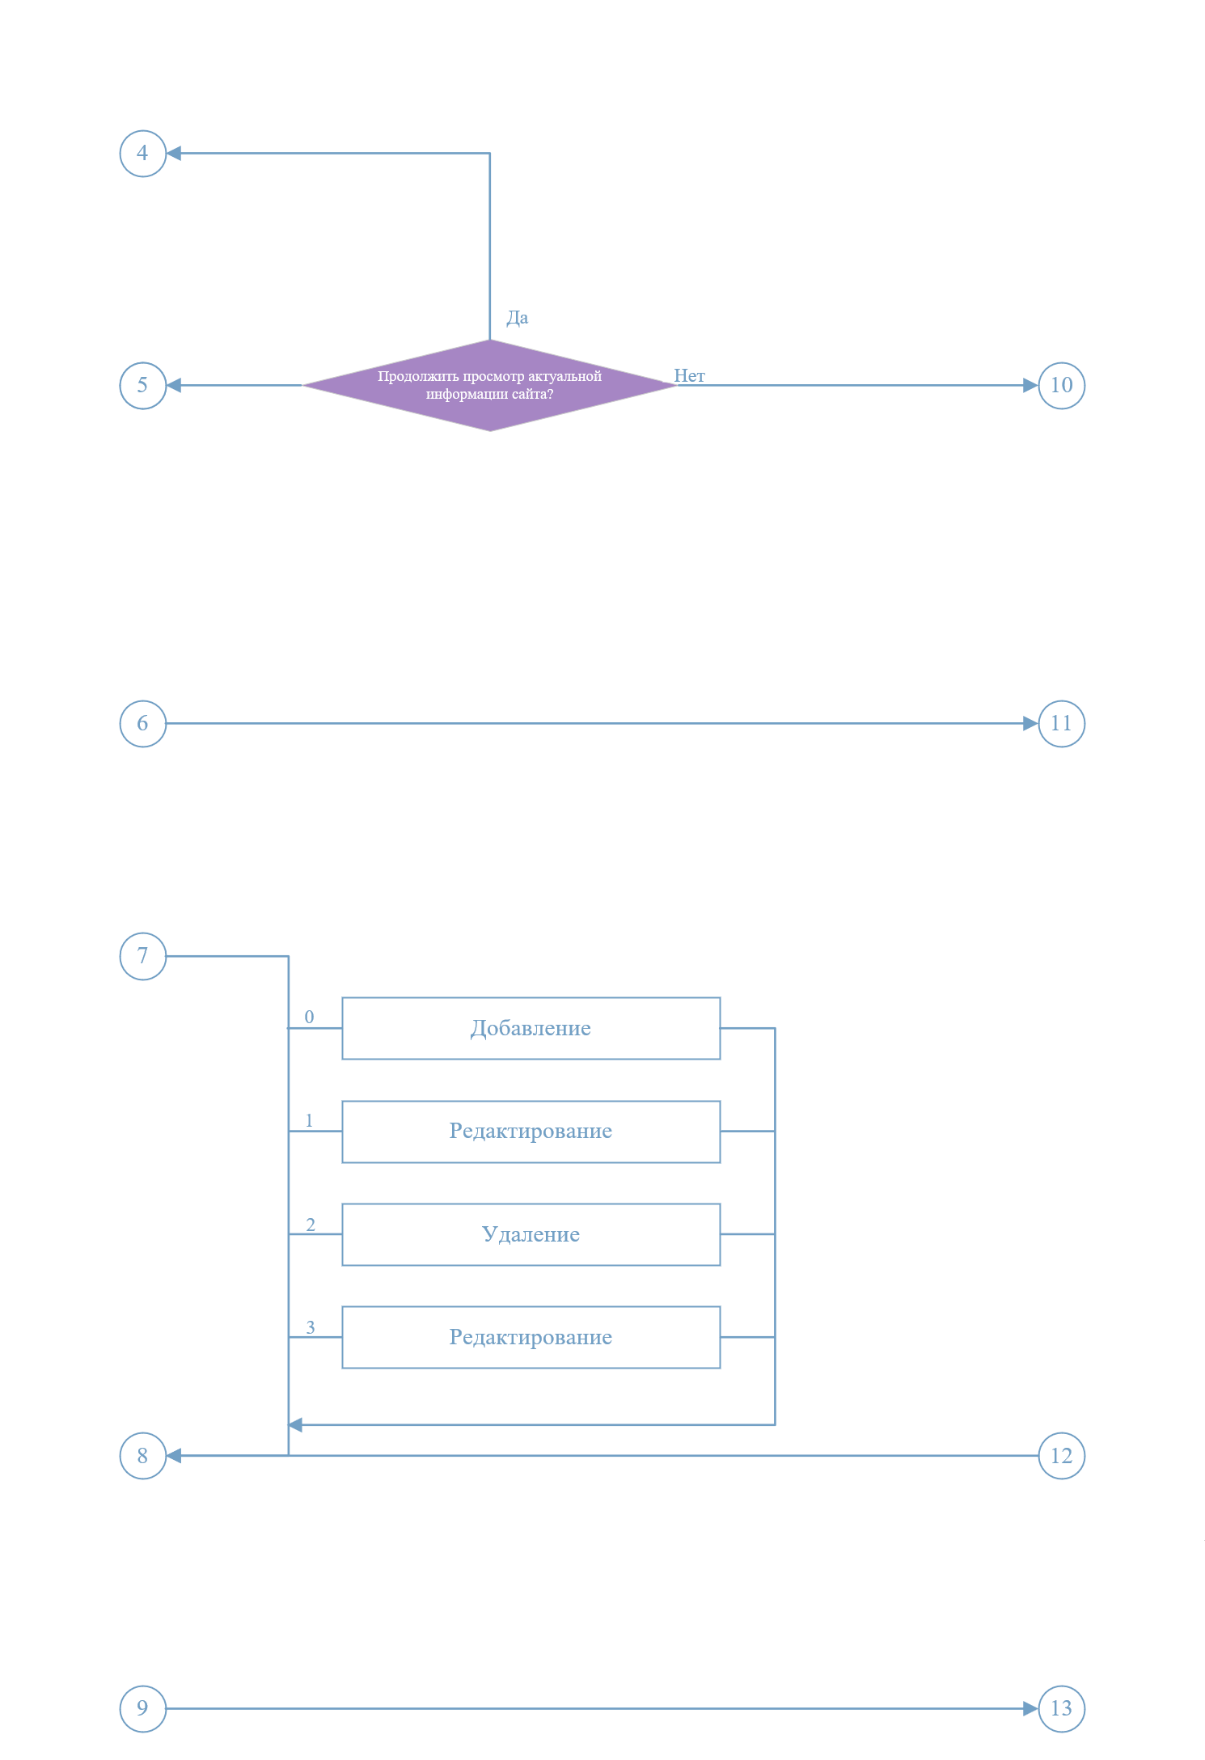 4
Да
5
Продолжить просмотр актуальной
информации сайта?
Нет
10
6
11
7
0
Добавление
1
Редактирование
2
Удаление
3
Редактирование
8
12
9
13